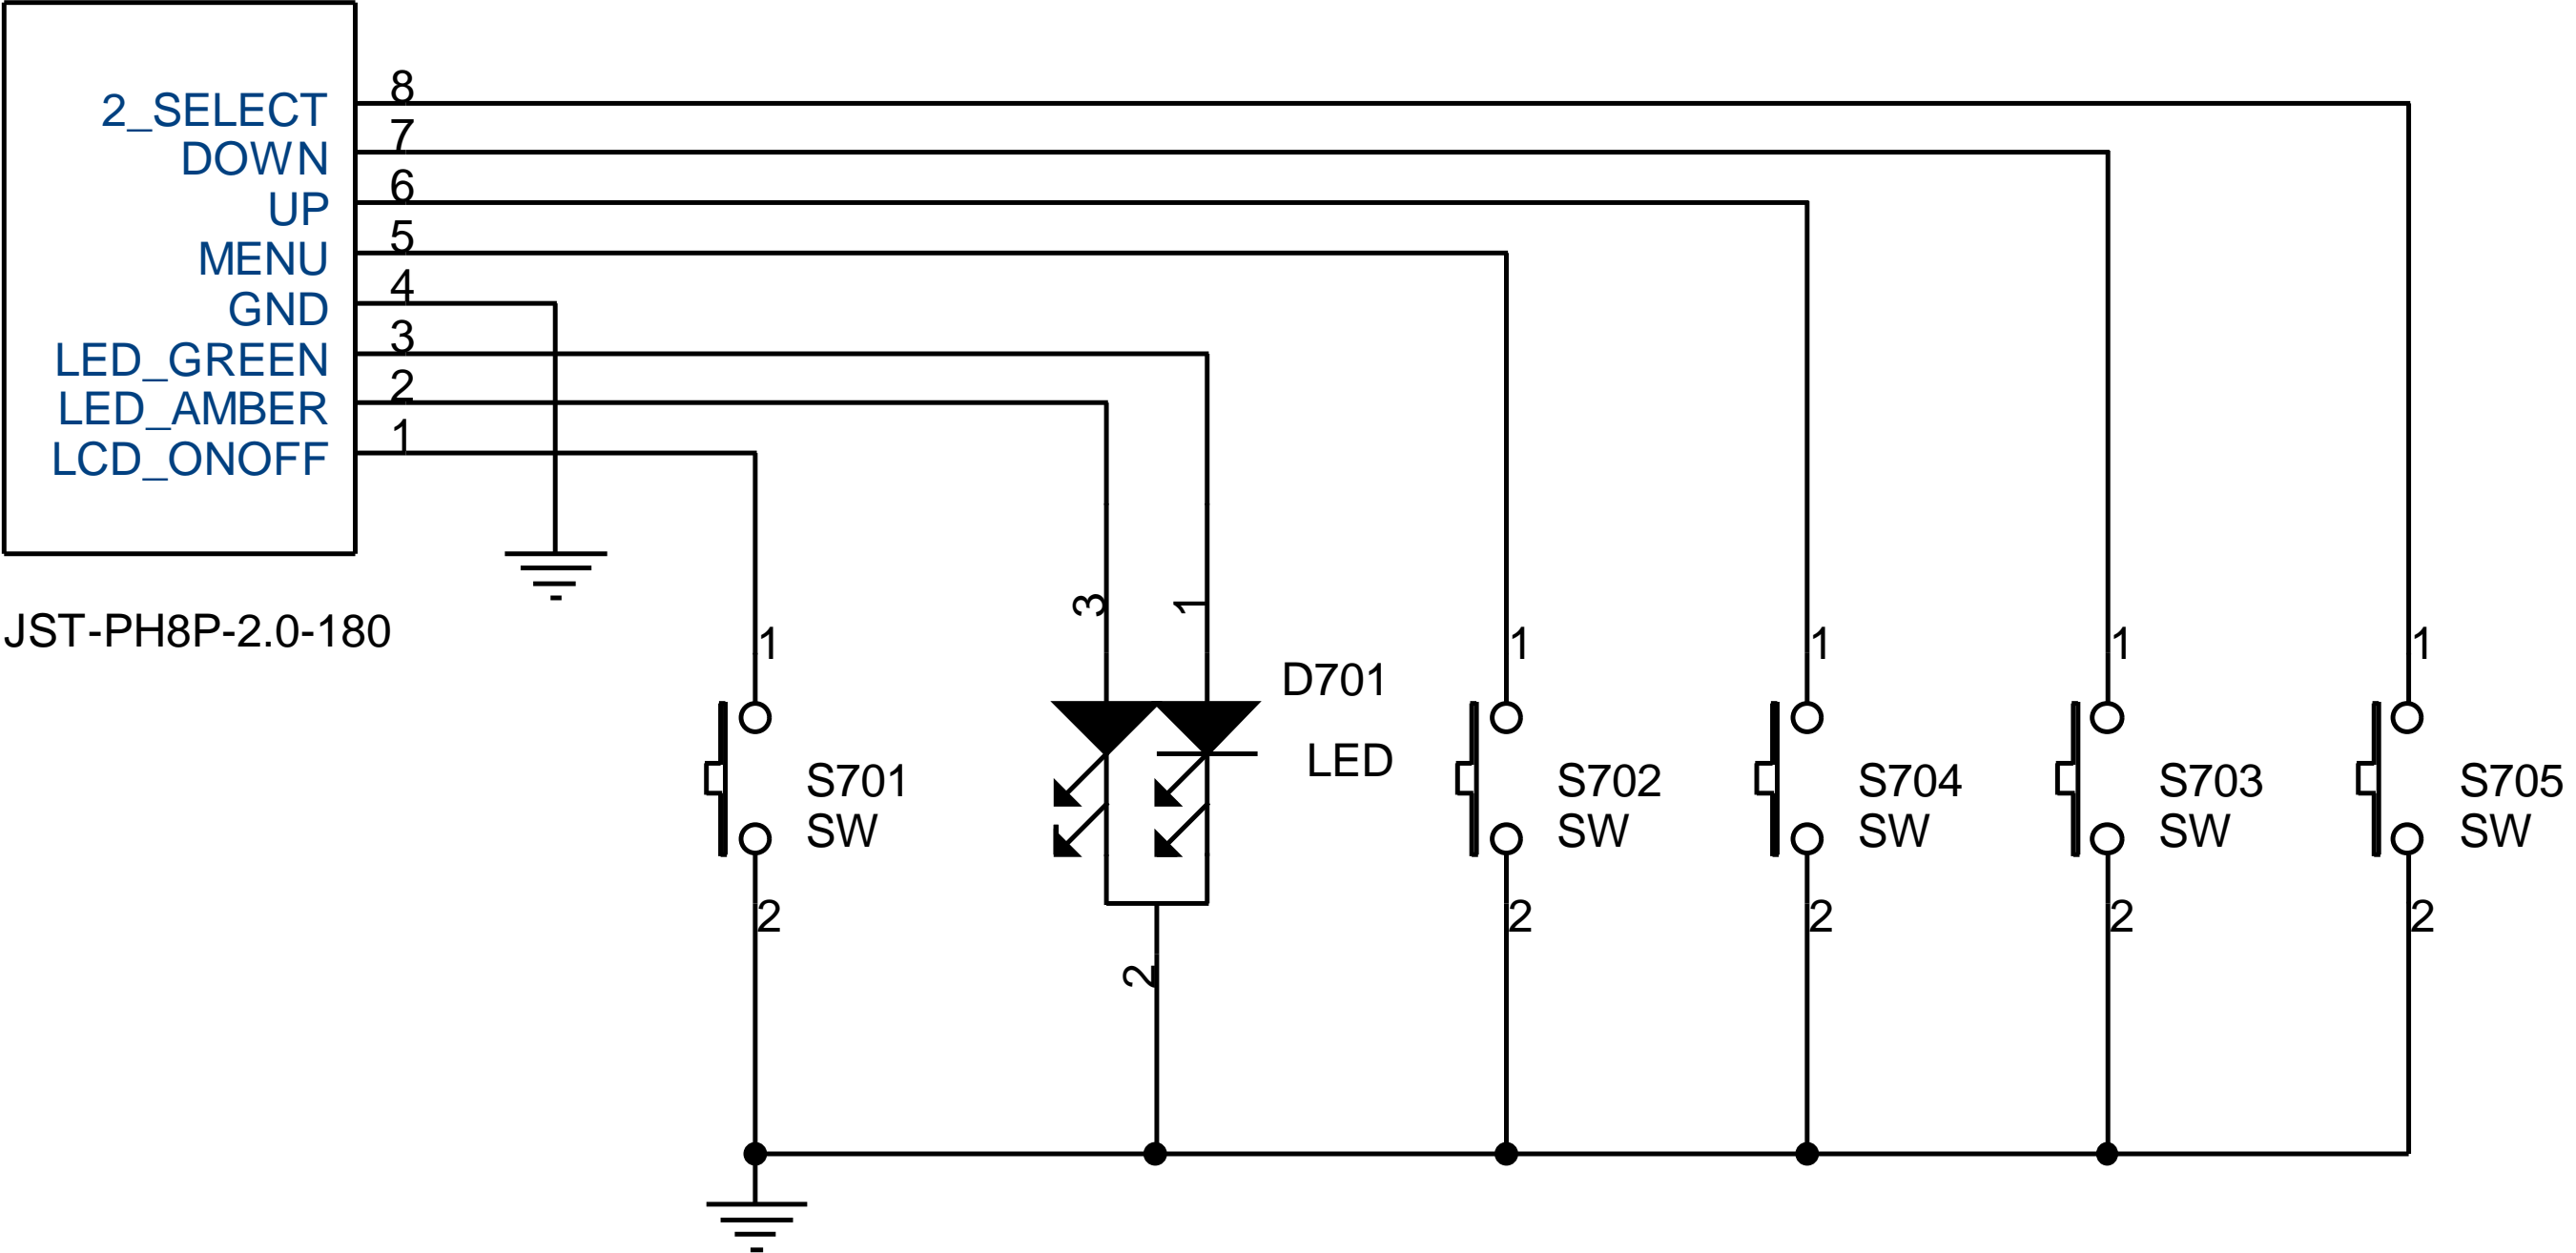 2_SELECT 8
DOWN 7
UP 6
MENU 5
GND 4
LED_GREEN 3
LED_AMBER 2
LCD_ONOFF 1
JST-PH8P-2.0-180
3 1
1 1 1 1 1
D701
LED
S701 S702 S704 S703 S705
SW SW SW SW SW
2 2 2 2 2
2